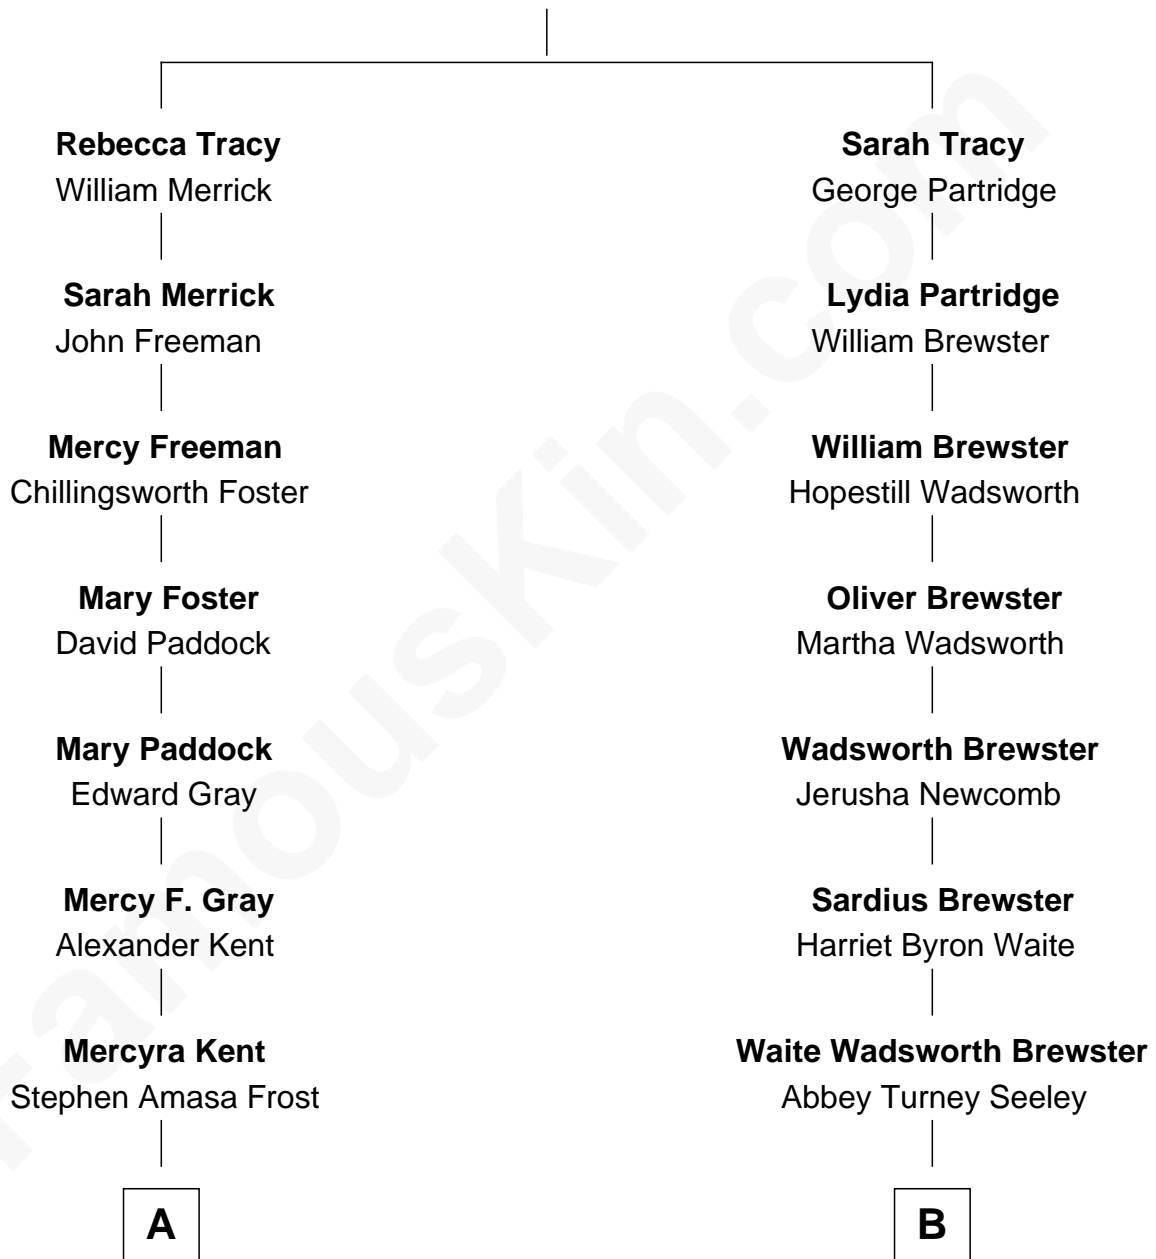 Rebecca Tracy
William Merrick
Sarah Merrick
John Freeman
Mercy Freeman
Chillingsworth Foster
Mary Foster
David Paddock
Mary Paddock
Edward Gray
Mercy F. Gray
Alexander Kent
Mercyra Kent
Stephen Amasa Frost
A
Sarah Tracy
George Partridge
Lydia Partridge
William Brewster
William Brewster
Hopestill Wadsworth
Oliver Brewster
Martha Wadsworth
Wadsworth Brewster
Jerusha Newcomb
Sardius Brewster
Harriet Byron Waite
Waite Wadsworth Brewster
Abbey Turney Seeley
B
FamousKin.com